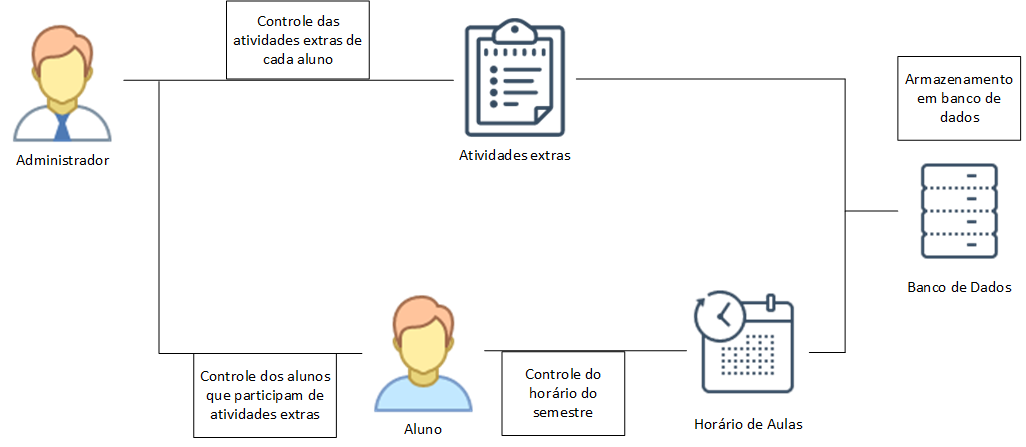 Controle das
atividades extras de
cada aluno
Administrador
Atividades extras
Armazenamento
em banco de
dados
Banco de Dados
Controle dos alunos
que participam de
atividades extras
Aluno
Controle do
horário do
semestre
Horário de Aulas